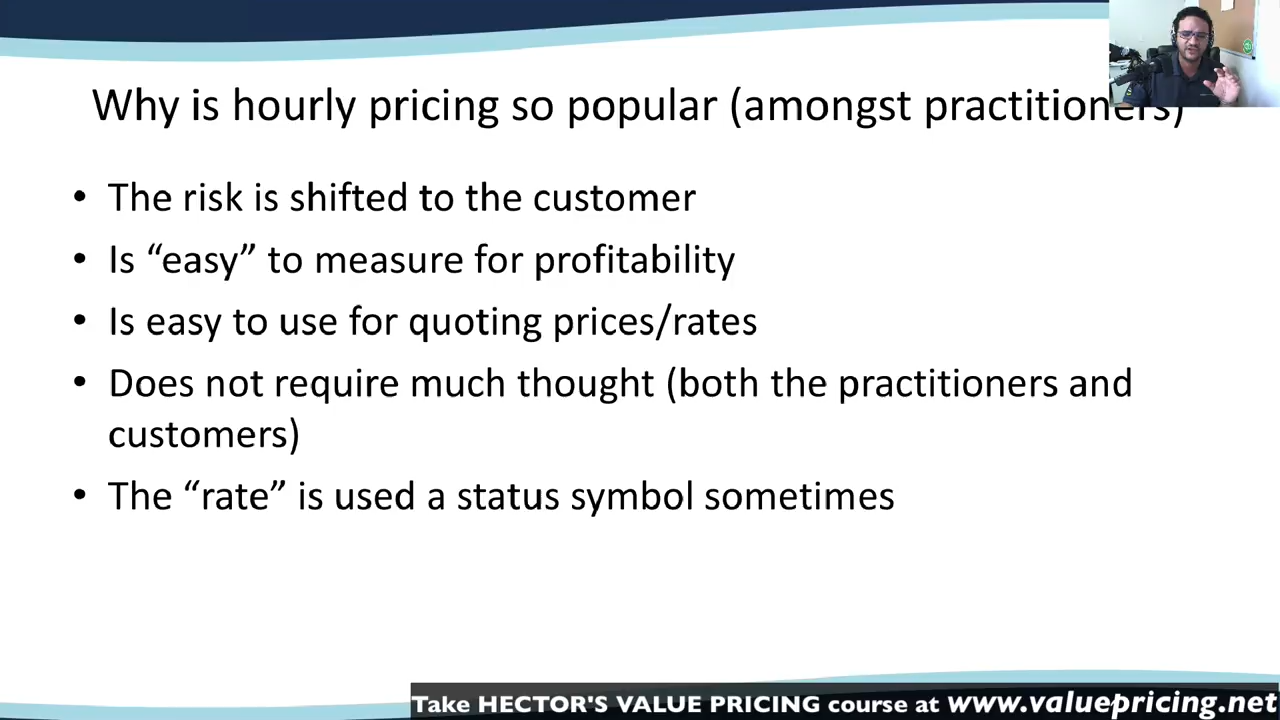 Why is hourly pricing so popular (amongst practitioners)
• The risk is shifted to the customer
• Is “easy” to measure for profitability
• Is easy to use for quoting prices/rates
• Does not require much thought (both the practitioners and
customers)
• The “rate” is used a status symbol sometimes
Take HECTOR'S VALUE PRICING course at www.valuepricing.net